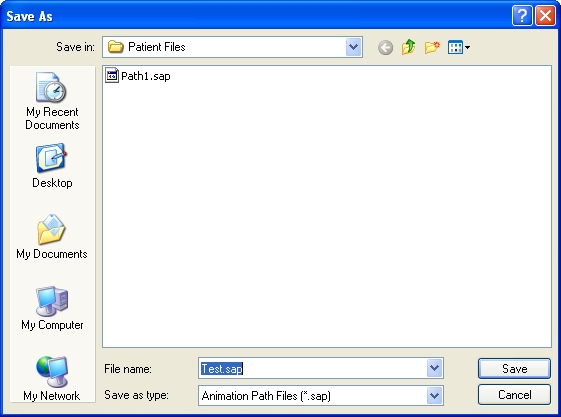 Save As
Save in:
Patient Files
Path1.sap
My Recent
Documents
Desktop
My Documents
My Computer
My Network
File name:
Test.sap
Save
Save as type:
Animation Path Files (*.sap)
Cancel